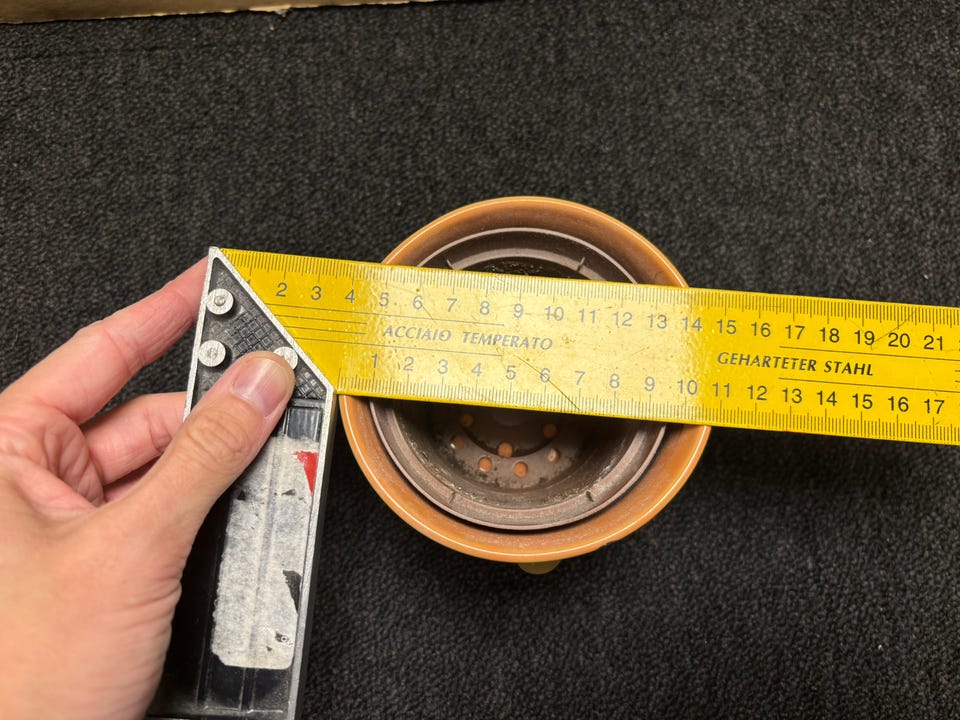 2 3 4 5 6 7 8 9 10 11 12 13 14 15 16 17 18 19 20 21
ACCIAIO TEMPERATO
GEHARTETER STAHL
1 2 3 4 5 6 7 8 9 10 11 12 13 14 15 16 17